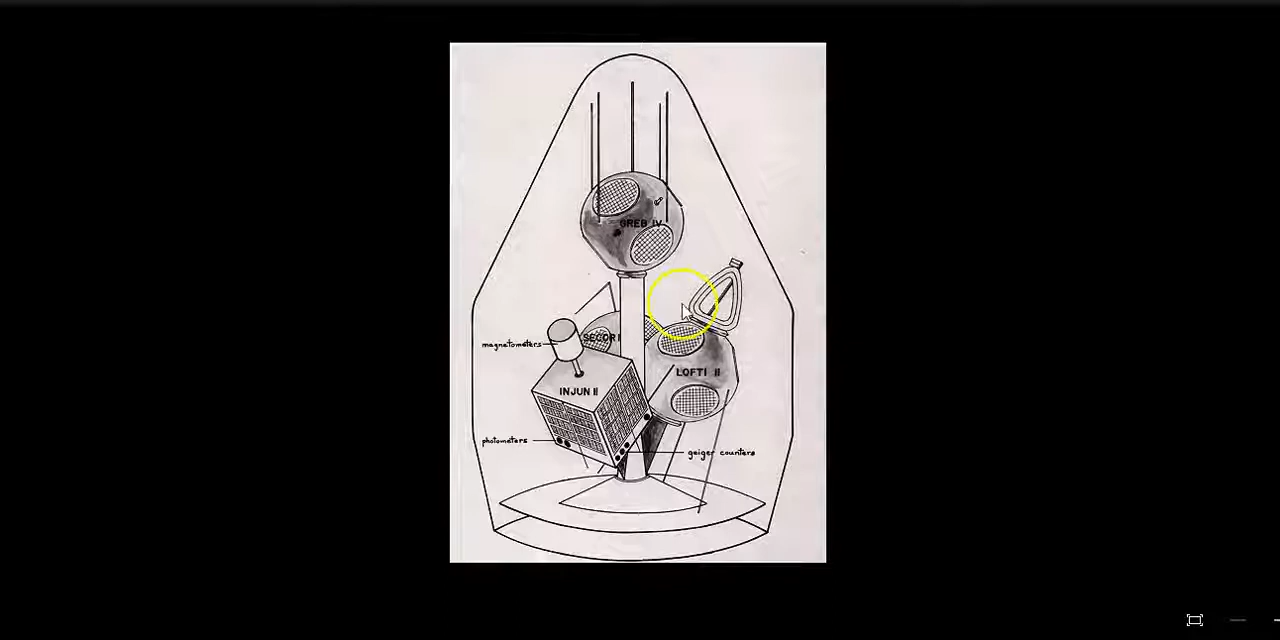 GREB IV
SECOR I
magnetometers
LOFTI II
INJUN II
photometers
geiger counters